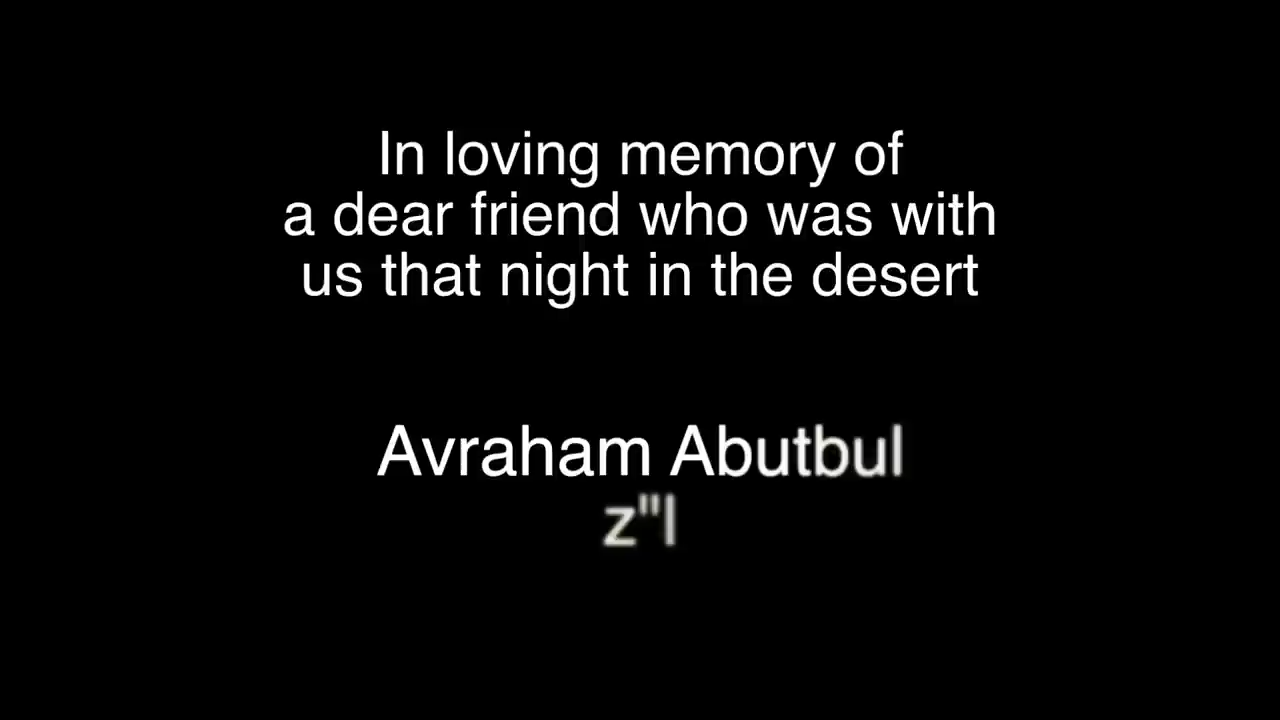 In loving memory of
a dear friend who was with
us that night in the desert
Avraham Abutbul
z"l